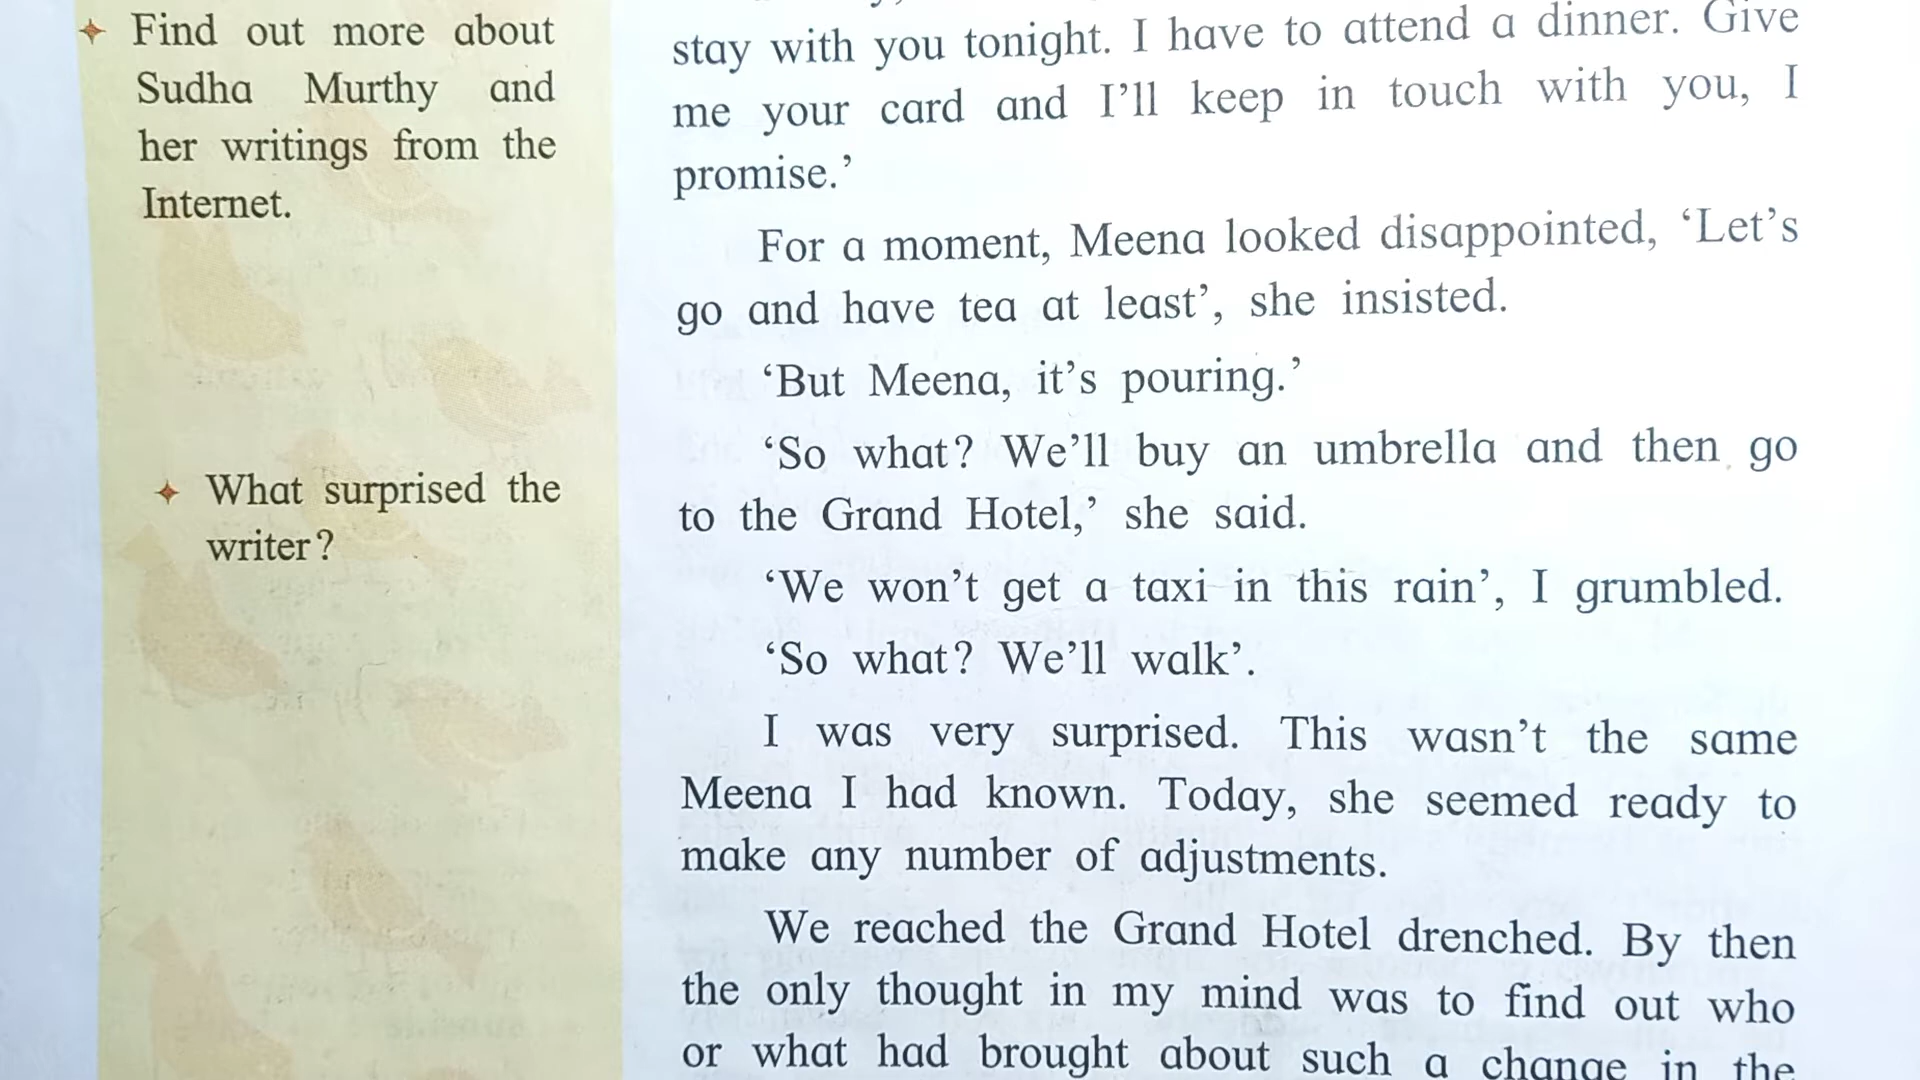 Find out more about
Sudha Murthy and
her writings from the
Internet.
What surprised the
writer?
stay with you tonight. I have to attend a dinner. Give
me your card and I’ll keep in touch with you, I
promise.’
For a moment, Meena looked disappointed, ‘Let’s
go and have tea at least’, she insisted.
‘But Meena, it’s pouring.’
‘So what? We’ll buy an umbrella and then go
to the Grand Hotel,’ she said.
‘We won’t get a taxi in this rain’, I grumbled.
‘So what? We’ll walk’.
I was very surprised. This wasn’t the same
Meena I had known. Today, she seemed ready to
make any number of adjustments.
We reached the Grand Hotel drenched. By then
the only thought in my mind was to find out who
or what had brought about such a change in the